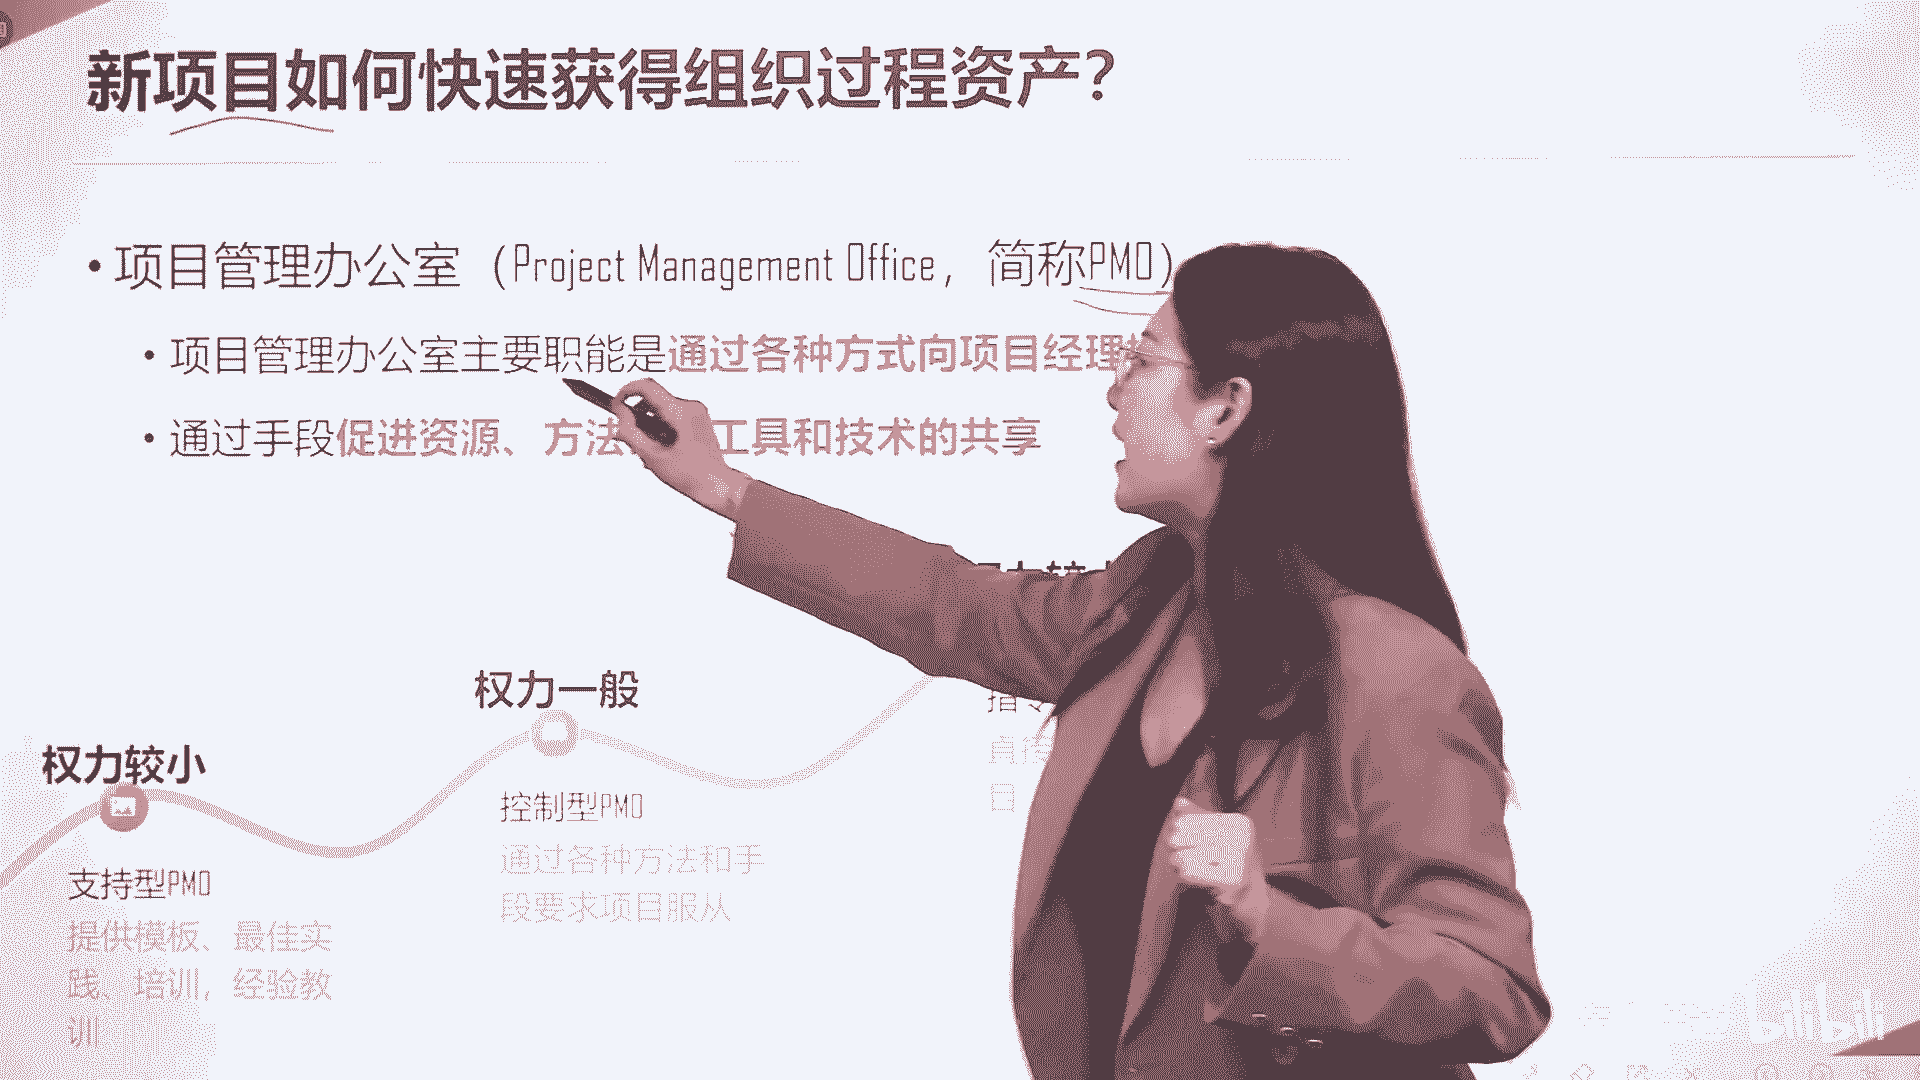 新项目如何快速获得组织过程资产？
• 项目管理办公室（Project Management Office，简称PMO）
• 项目管理办公室主要职能是通过各种方式向项目经理
• 通过手段促进资源、方法 工具和技术的共享
权力一般
权力较小
控制型PMO
通过各种方法和手
段要求项目服从
支持型PMO
提供模板、最佳实
践、培训，经验教
训
指令
直接
目
bilibili